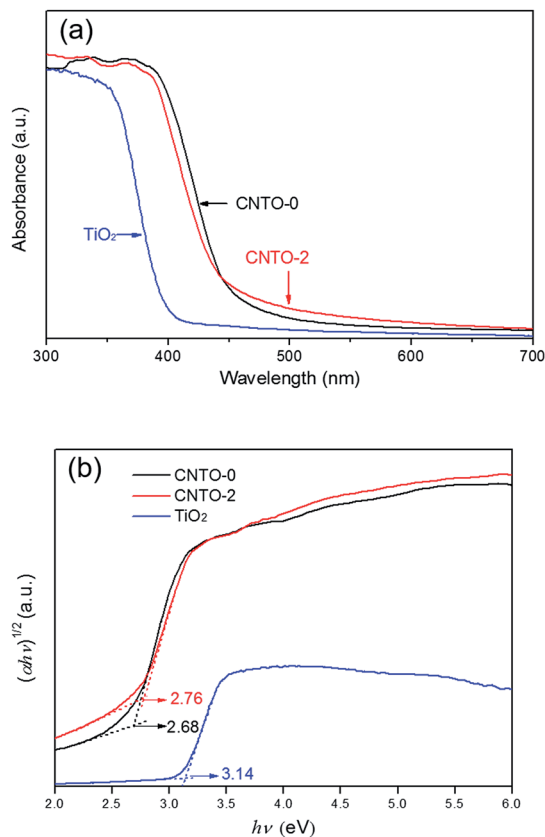 (a)
Absorbance (a.u.)
CNTO-0
TiO₂
CNTO-2
300 400 500 600 700
Wavelength (nm)
(b)
CNTO-0
CNTO-2
TiO₂
(αhν)^1/2 (a.u.)
2.76
2.68
3.14
2.0 2.5 3.0 3.5 4.0 4.5 5.0 5.5 6.0
hν (eV)